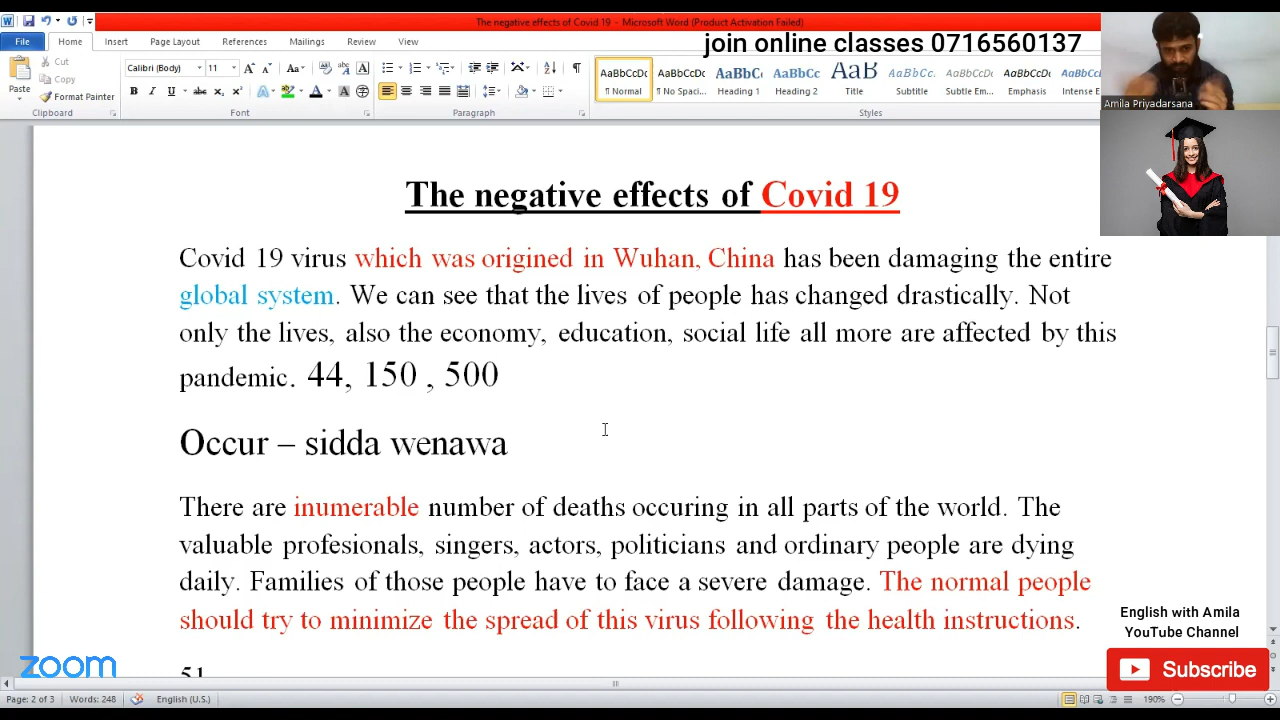 The negative effects of Covid 19 - Microsoft Word (Product Activation Failed)
File Home Insert Page Layout References Mailings Review View
join online classes 0716560137
Cut
Copy
Paste
Format Painter
Clipboard
Calibri (Body) 11
Font
Paragraph
AaBbCcDc AaBbCcDc AaBbC AaBbCc AaB AaBbCc. AaBbCcDc AaBbCcDc AaBbCcDc
¶ Normal ¶ No Spaci... Heading 1 Heading 2 Title Subtitle Subtle Em... Emphasis Intense E
Styles
Amila Priyadarsana
The negative effects of Covid 19
Covid 19 virus which was origined in Wuhan, China has been damaging the entire
global system. We can see that the lives of people has changed drastically. Not
only the lives, also the economy, education, social life all more are affected by this
pandemic. 44, 150 , 500
Occur – sidda wenawa
There are inumerable number of deaths occuring in all parts of the world. The
valuable profesionals, singers, actors, politicians and ordinary people are dying
daily. Families of those people have to face a severe damage. The normal people
should try to minimize the spread of this virus following the health instructions.
51
English with Amila
YouTube Channel
Subscribe
zoom
Page: 2 of 3 Words: 248 English (U.S.) 190%